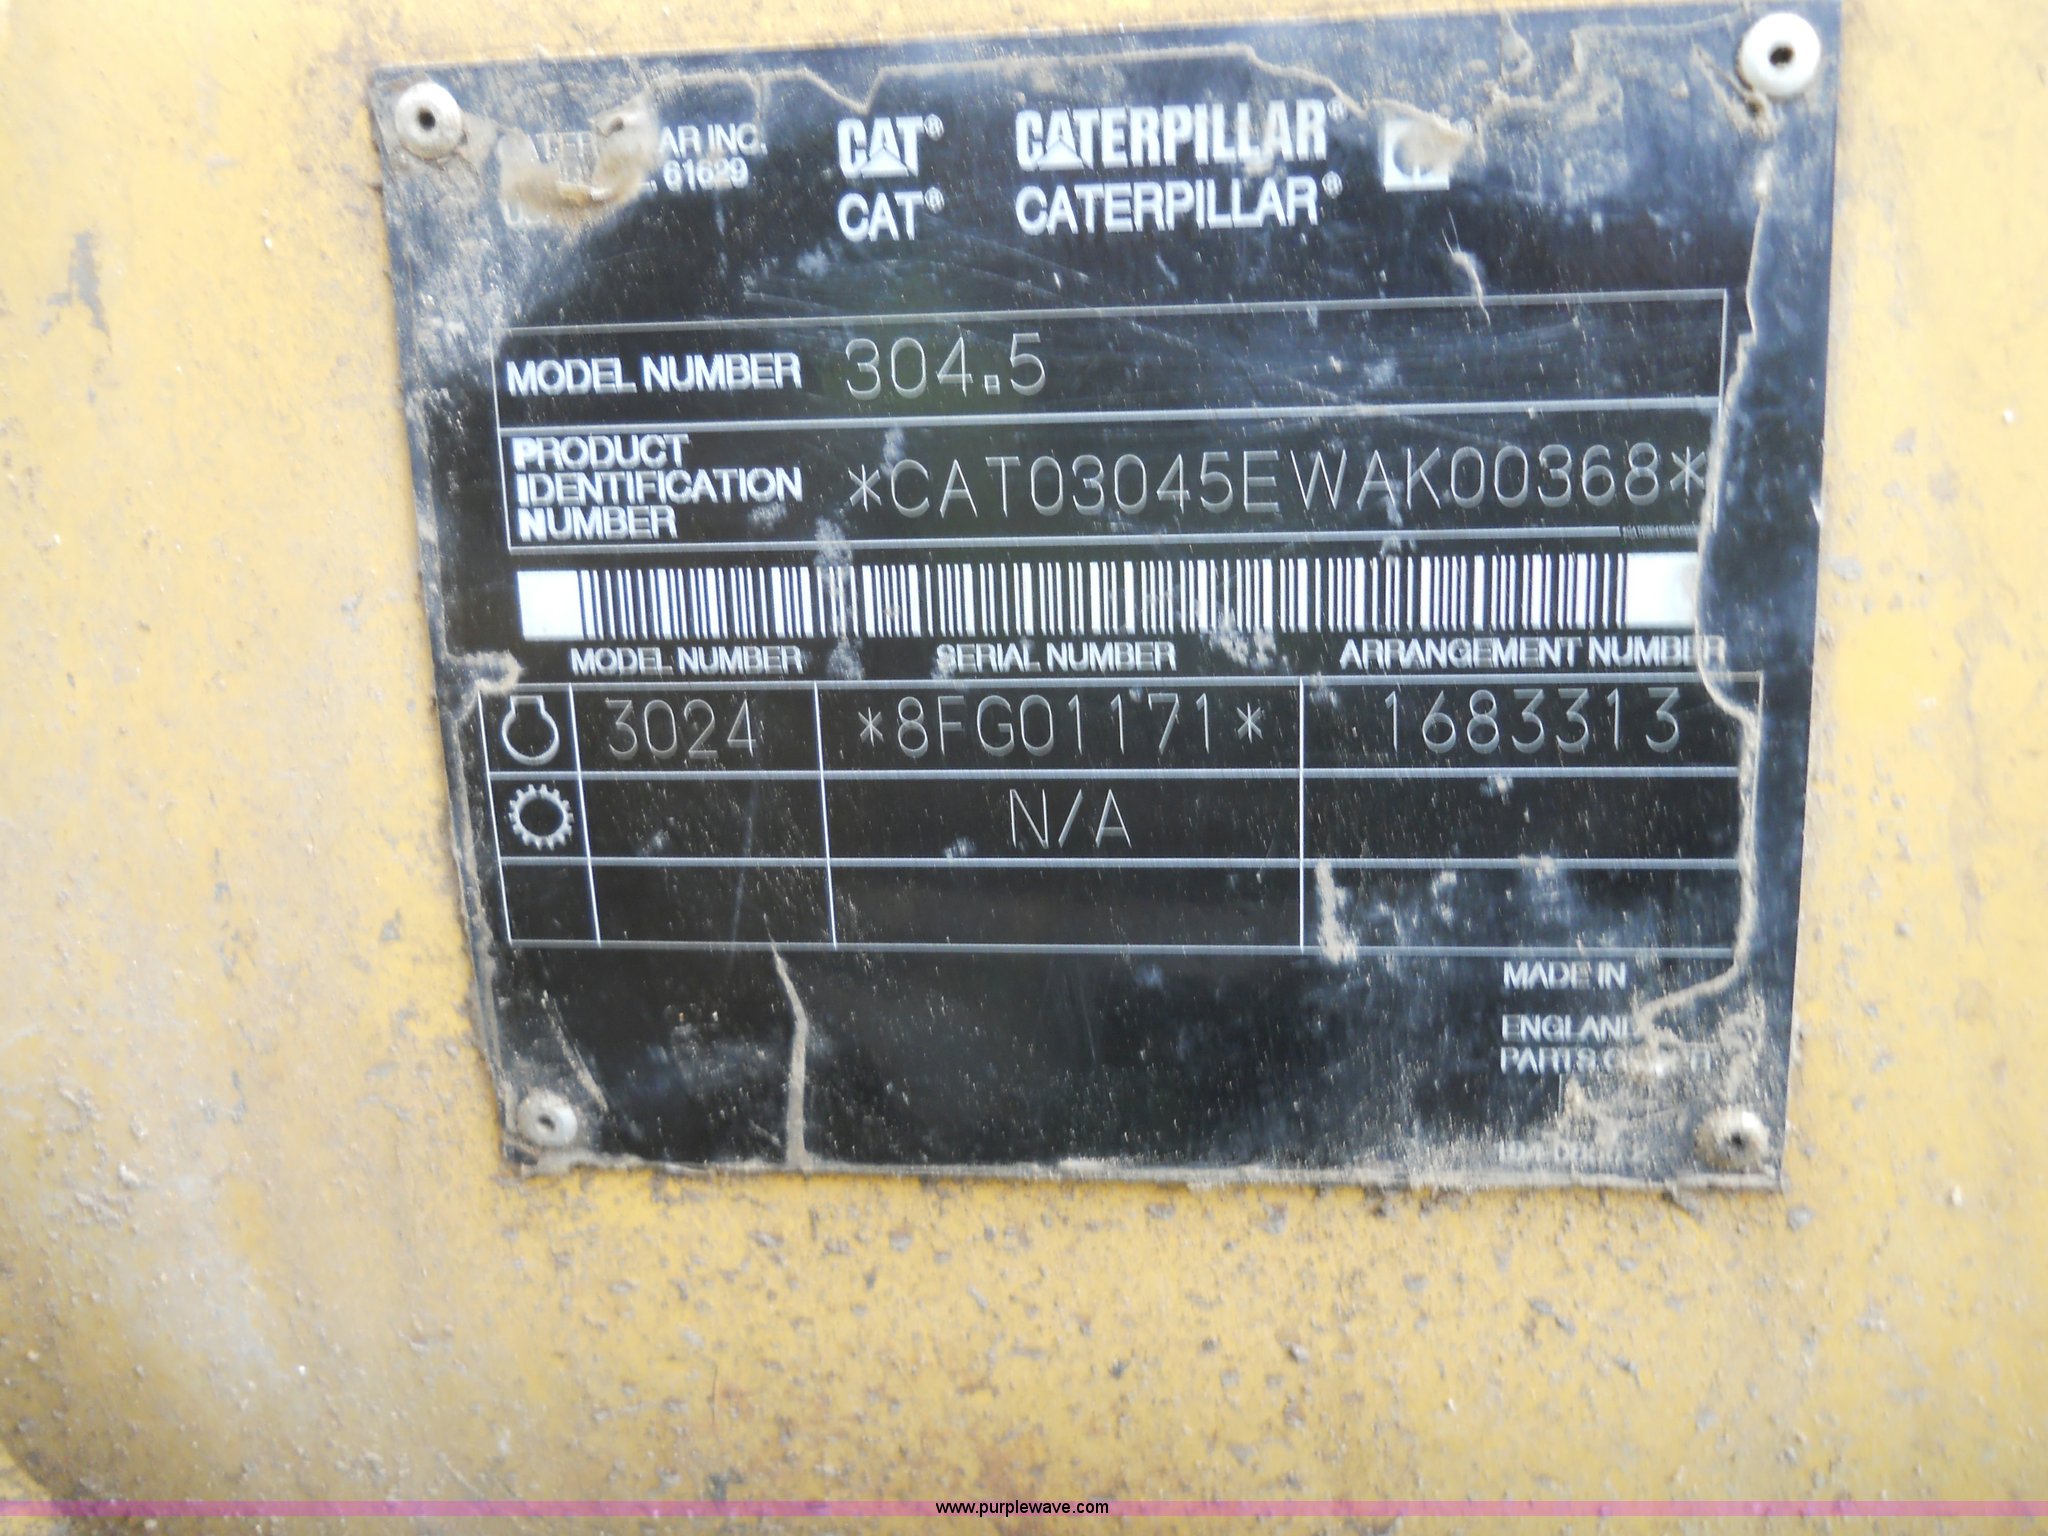 INC.
61629
CAT® CATERPILLAR®
CAT® CATERPILLAR®
MODEL NUMBER 304.5
PRODUCT
IDENTIFICATION
NUMBER
*CAT03045EWAK00368*
MODEL NUMBER SERIAL NUMBER ARRANGEMENT NUMBER
3024 *8FG01171* 1683313
N/A
MADE IN
ENGLAND
PARTS
www.purplewave.com